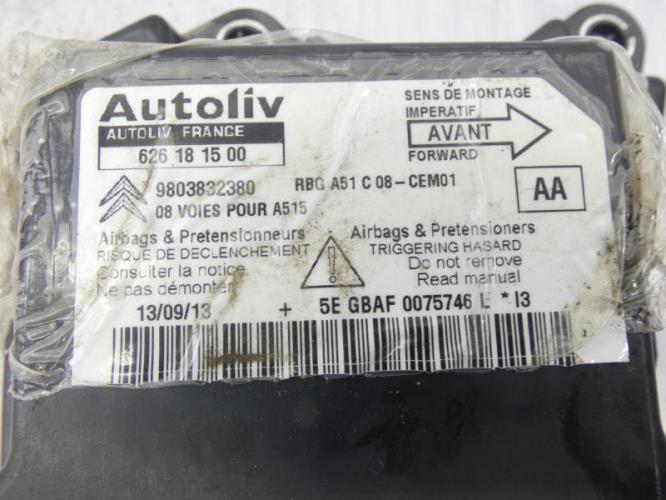 Autoliv
AUTOLIV FRANCE
626 18 15 00
SENS DE MONTAGE
IMPERATIF
AVANT
FORWARD
9803832380 RBG A51 C 08-CEM01
08 VOIES POUR A515
AA
Airbags & Pretensionneurs
RISQUE DE DECLENCHEMENT
Consulter la notice
Ne pas démonter
Airbags & Pretensioners
TRIGGERING HASARD
Do not remove
Read manual
13/09/13 + 5E GBAF 0075746 L * 13